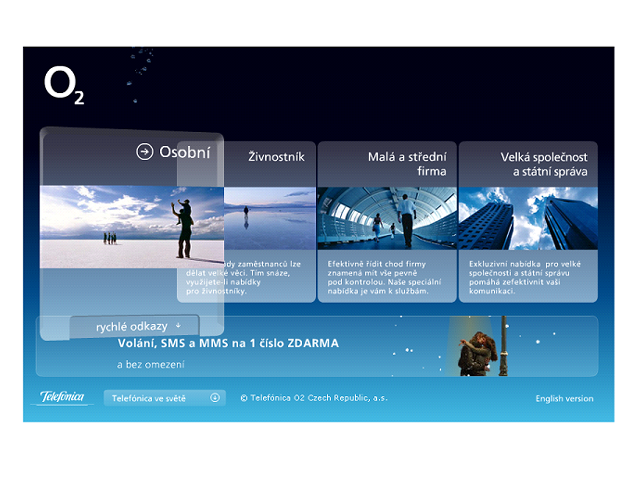 O2
Osobní
Živnostník
Malá a střední
firma
Velká společnost
a státní správa
ady zaměstnanců lze
dělat velké věci. Tím snáze,
využijete-li nabídky
pro živnostníky.
Efektivně řídit chod firmy
znamená mít vše pevně
pod kontrolou. Naše speciální
nabídka je vám k službám.
Exkluzivní nabídka pro velké
společnosti a státní správu
pomáhá zefektivnit vaši
komunikaci.
rychlé odkazy
Volání, SMS a MMS na 1 číslo ZDARMA
a bez omezení
Telefónica
Telefónica ve světě
© Telefónica O2 Czech Republic, a.s.
English version